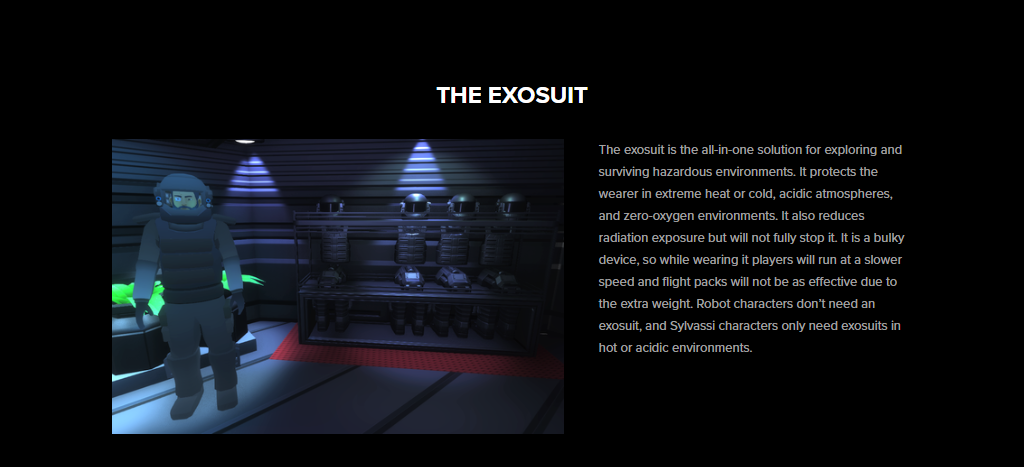 THE EXOSUIT
The exosuit is the all-in-one solution for exploring and
surviving hazardous environments. It protects the
wearer in extreme heat or cold, acidic atmospheres,
and zero-oxygen environments. It also reduces
radiation exposure but will not fully stop it. It is a bulky
device, so while wearing it players will run at a slower
speed and flight packs will not be as effective due to
the extra weight. Robot characters don’t need an
exosuit, and Sylvassi characters only need exosuits in
hot or acidic environments.